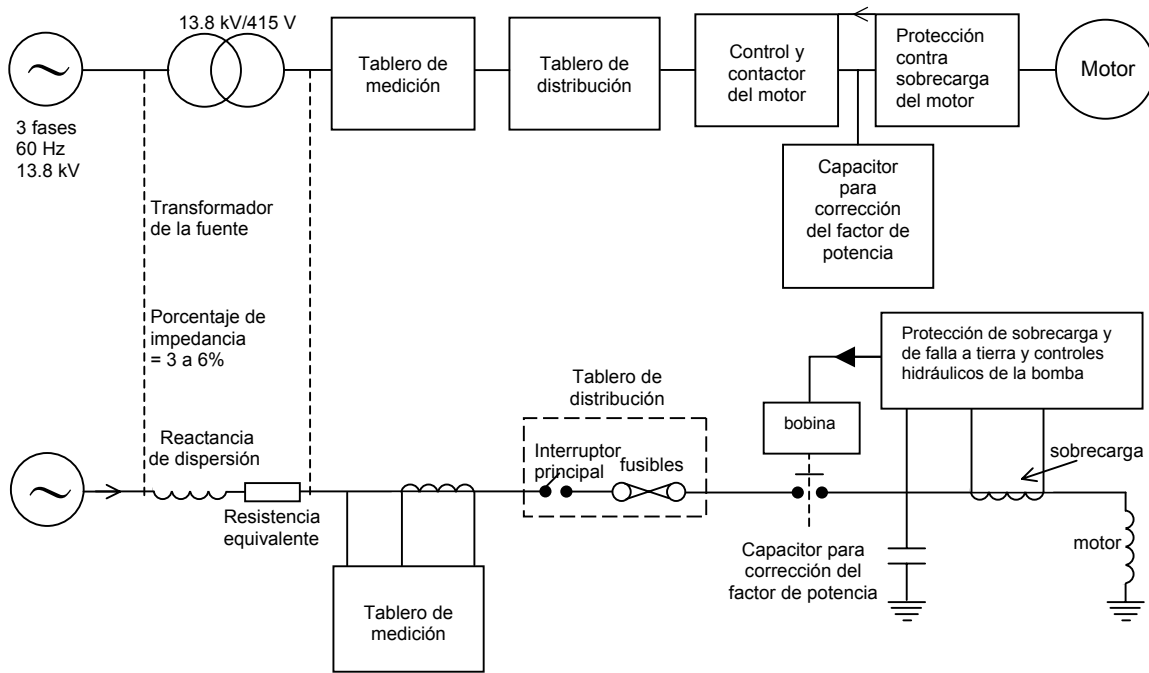 13.8 kV/415 V
3 fases
60 Hz
13.8 kV
Tablero de
medición
Tablero de
distribución
Control y
contactor
del motor
Protección
contra
sobrecarga
del motor
Motor
Capacitor
para
corrección
del factor de
potencia
Transformador
de la fuente
Porcentaje de
impedancia
= 3 a 6%
Reactancia
de dispersión
Resistencia
equivalente
Tablero de
medición
Tablero de
distribución
Interruptor
principal
fusibles
bobina
Protección de sobrecarga y
de falla a tierra y controles
hidráulicos de la bomba
sobrecarga
Capacitor para
corrección del
factor de potencia
motor